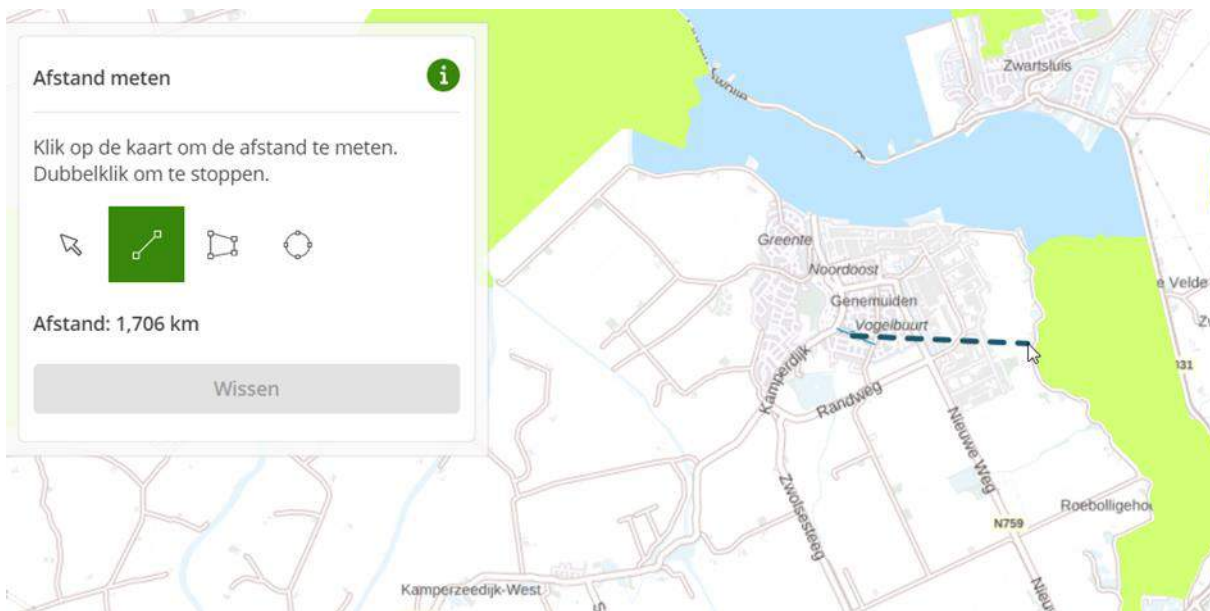 Afstand meten
Klik op de kaart om de afstand te meten.
Dubbelklik om te stoppen.
Afstand: 1,706 km
Wissen
Zwartsluis
Greente
Noordoost
Genemuiden
Vogelbuurt
e Velde
Kamperdijk
Randweg
Nieuwe Weg
Zwolsesteeg
N759
Kamperzeedijk-West